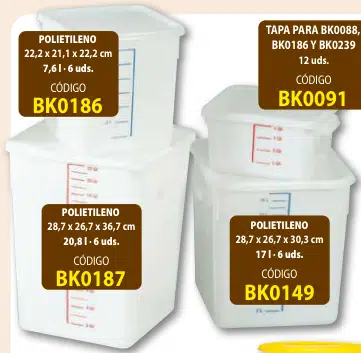 POLIETILENO
22,2 x 21,1 x 22,2 cm
7,6 l · 6 uds.
CÓDIGO
BK0186
TAPA PARA BK0088,
BK0186 Y BK0239
12 uds.
CÓDIGO
BK0091
POLIETILENO
28,7 x 26,7 x 36,7 cm
20,8 l · 6 uds.
CÓDIGO
BK0187
POLIETILENO
28,7 x 26,7 x 30,3 cm
17 l · 6 uds.
CÓDIGO
BK0149